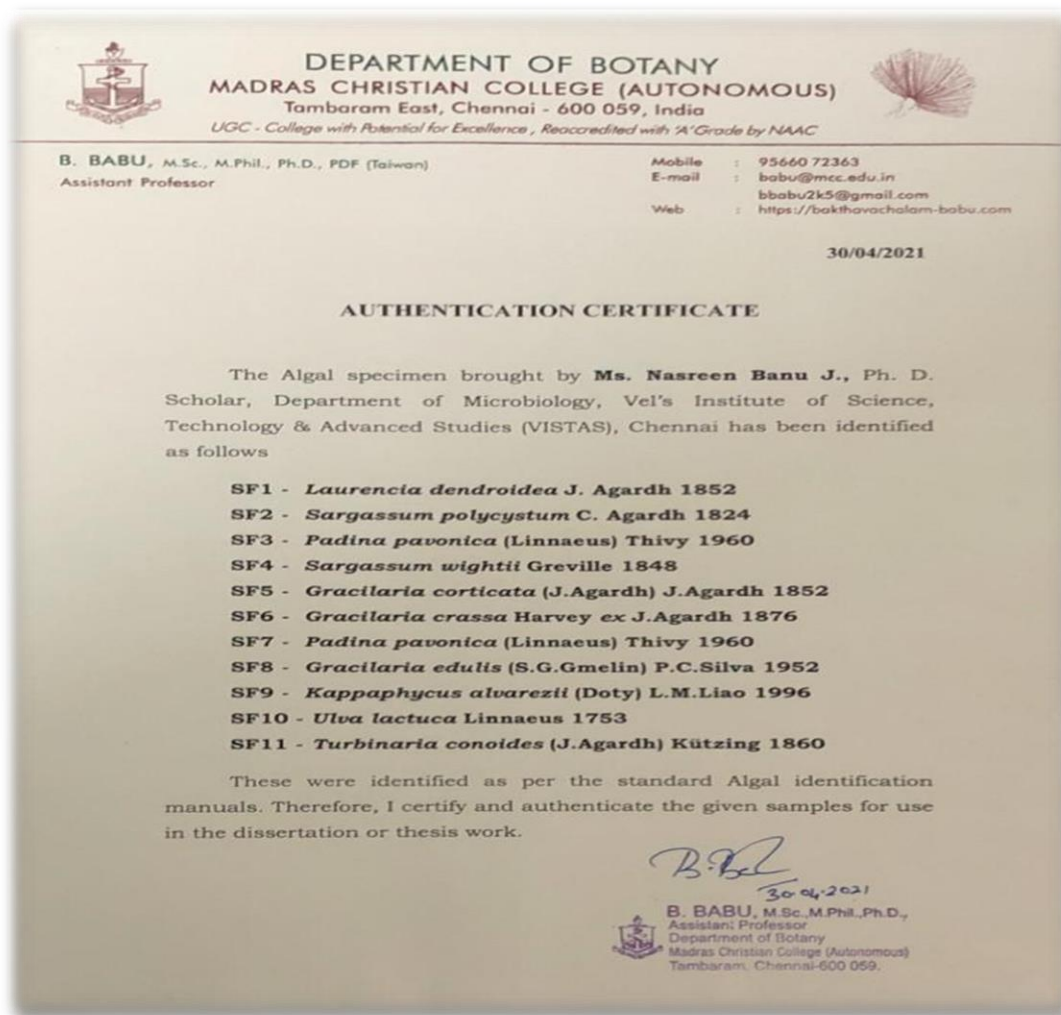 DEPARTMENT OF BOTANY
MADRAS CHRISTIAN COLLEGE (AUTONOMOUS)
Tambaram East, Chennai - 600 059, India
UGC - College with Potential for Excellence, Reaccredited with 'A' Grade by NAAC
B. BABU, M.Sc., M.Phil., Ph.D., PDF (Taiwan)
Assistant Professor
Mobile : 95660 72363
E-mail : babu@mcc.edu.in
bbabu2k5@gmail.com
Web : https://bakthavachalam-babu.com
30/04/2021
AUTHENTICATION CERTIFICATE
The Algal specimen brought by Ms. Nasreen Banu J., Ph. D.
Scholar, Department of Microbiology, Vel's Institute of Science,
Technology & Advanced Studies (VISTAS), Chennai has been identified
as follows
SF1 - Laurencia dendroidea J. Agardh 1852
SF2 - Sargassum polycystum C. Agardh 1824
SF3 - Padina pavonica (Linnaeus) Thivy 1960
SF4 - Sargassum wightii Greville 1848
SF5 - Gracilaria corticata (J.Agardh) J.Agardh 1852
SF6 - Gracilaria crassa Harvey ex J.Agardh 1876
SF7 - Padina pavonica (Linnaeus) Thivy 1960
SF8 - Gracilaria edulis (S.G.Gmelin) P.C.Silva 1952
SF9 - Kappaphycus alvarezii (Doty) L.M.Liao 1996
SF10 - Ulva lactuca Linnaeus 1753
SF11 - Turbinaria conoides (J.Agardh) Kützing 1860
These were identified as per the standard Algal identification
manuals. Therefore, I certify and authenticate the given samples for use
in the dissertation or thesis work.
30-04-2021
B. BABU, M.Sc.,M.Phil.,Ph.D.,
Assistant Professor
Department of Botany
Madras Christian College (Autonomous)
Tambaram, Chennai-600 059.